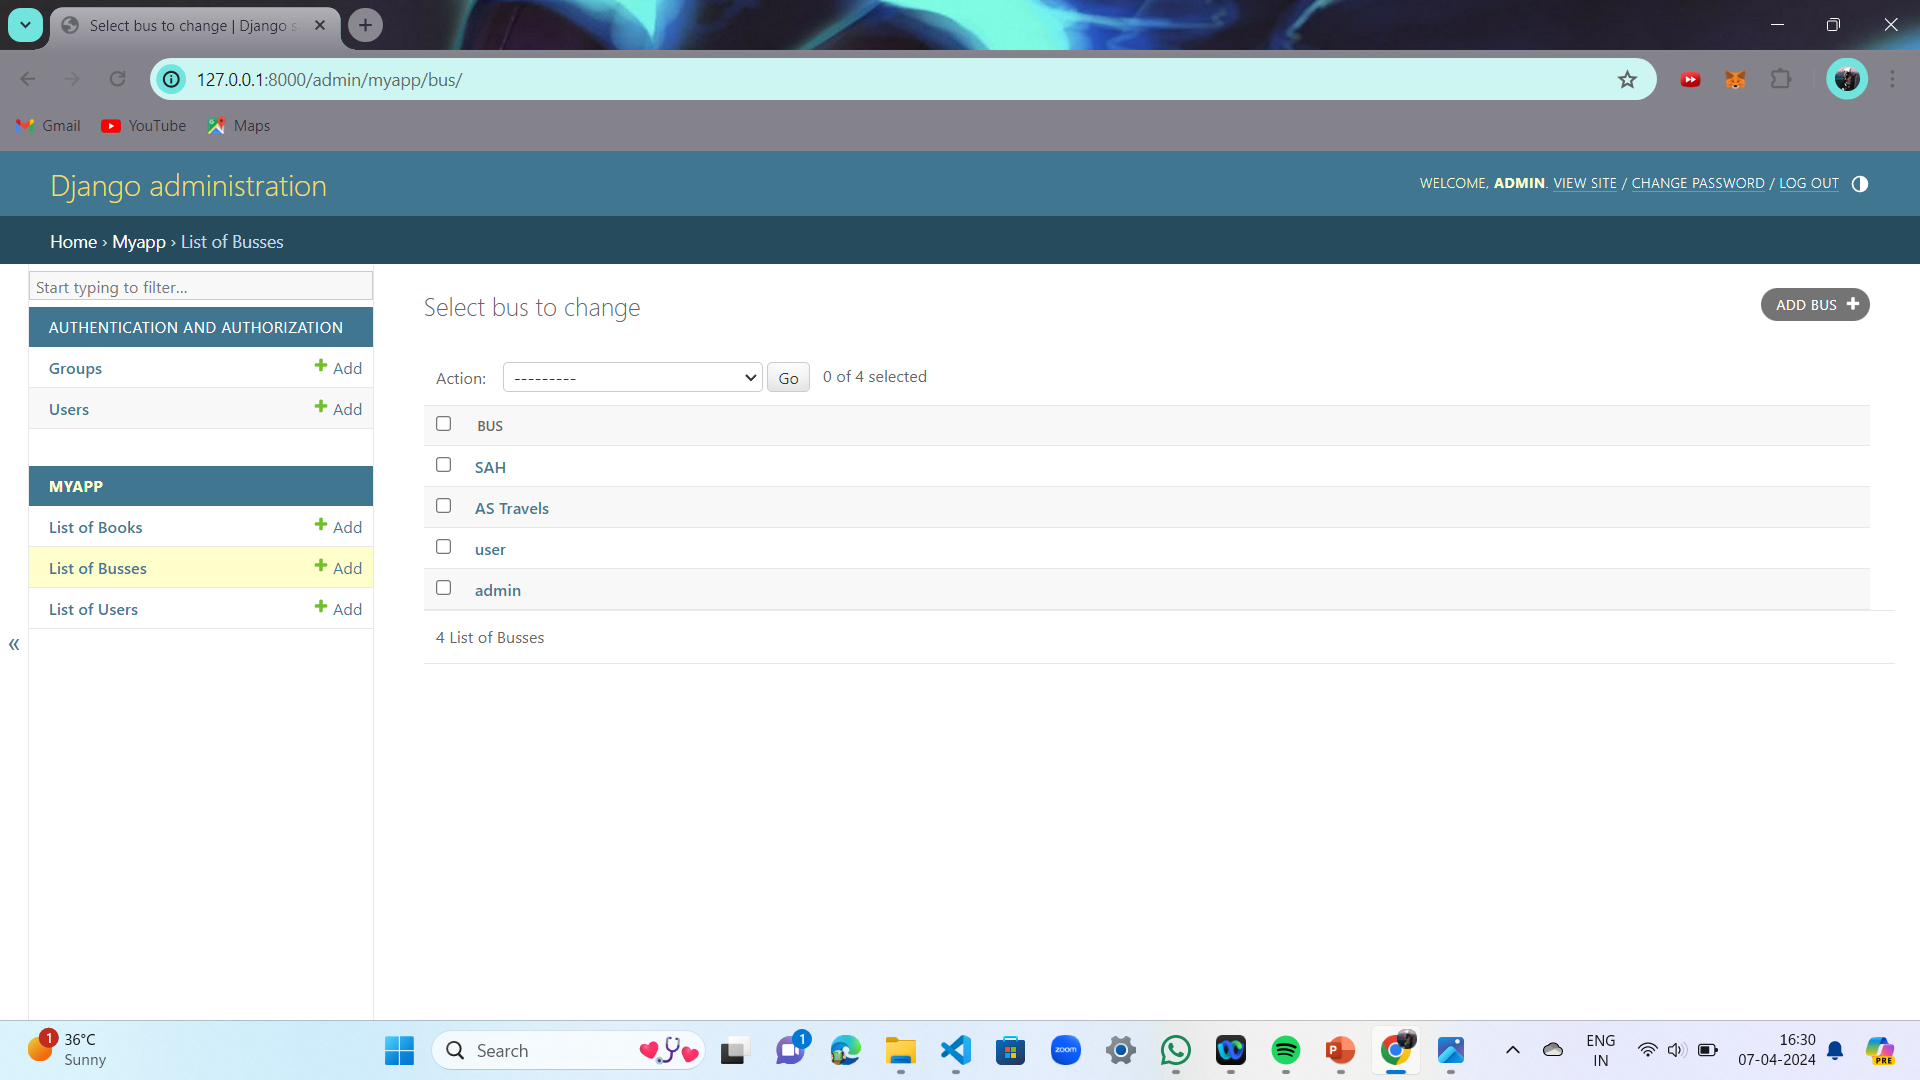 Select bus to change | Django s
127.0.0.1:8000/admin/myapp/bus/
Gmail YouTube Maps
Django administration
WELCOME, ADMIN. VIEW SITE / CHANGE PASSWORD / LOG OUT
Home › Myapp › List of Busses
Start typing to filter...
AUTHENTICATION AND AUTHORIZATION
Groups + Add
Users + Add
MYAPP
List of Books + Add
List of Busses + Add
List of Users + Add
«
Select bus to change
ADD BUS +
Action: --------- Go 0 of 4 selected
BUS
SAH
AS Travels
user
admin
4 List of Busses
1
36°C
Sunny
Search
1
zoom
ENG
IN
16:30
07-04-2024
PRE